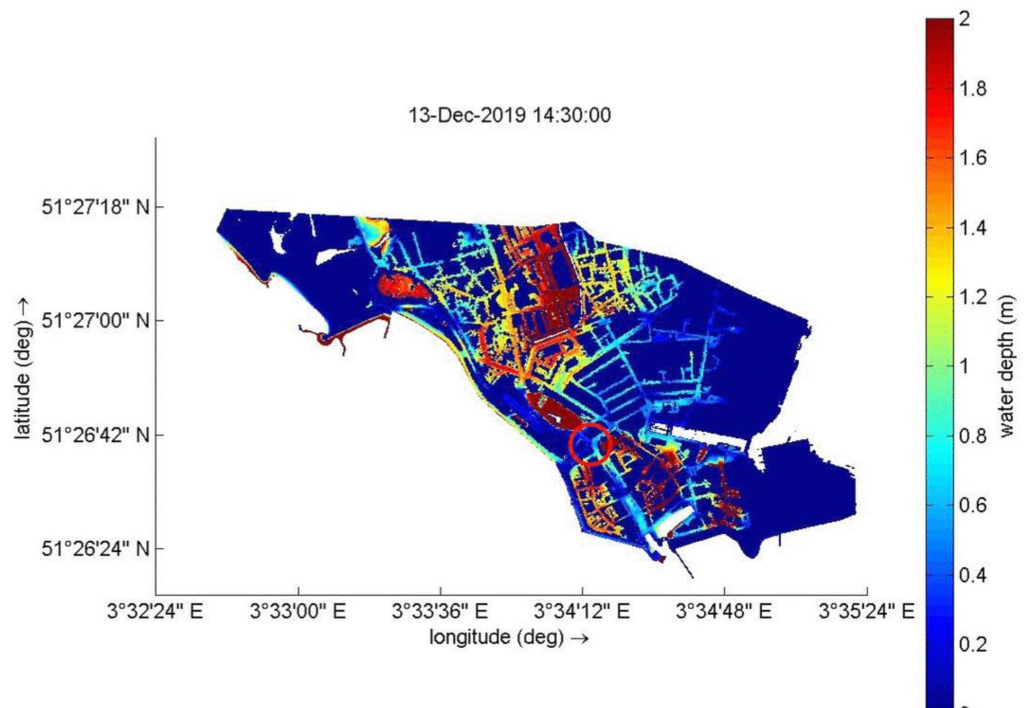 13-Dec-2019 14:30:00
51°27'18'' N
51°27'00'' N
51°26'42'' N
51°26'24'' N
latitude (deg) →
3°32'24'' E 3°33'00'' E 3°33'36'' E 3°34'12'' E 3°34'48'' E 3°35'24'' E
longitude (deg) →
2
1.8
1.6
1.4
1.2
1
0.8
0.6
0.4
0.2
water depth (m) →